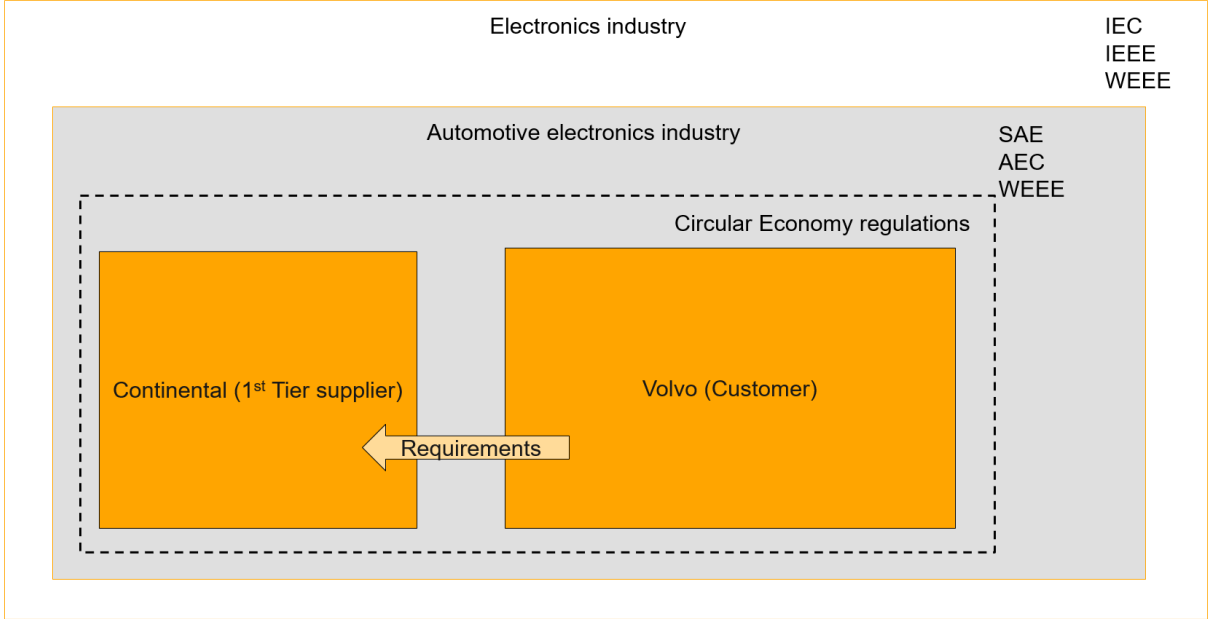 Electronics industry
IEC
IEEE
WEEE
Automotive electronics industry
SAE
AEC
WEEE
Circular Economy regulations
Continental (1st Tier supplier)
Volvo (Customer)
Requirements